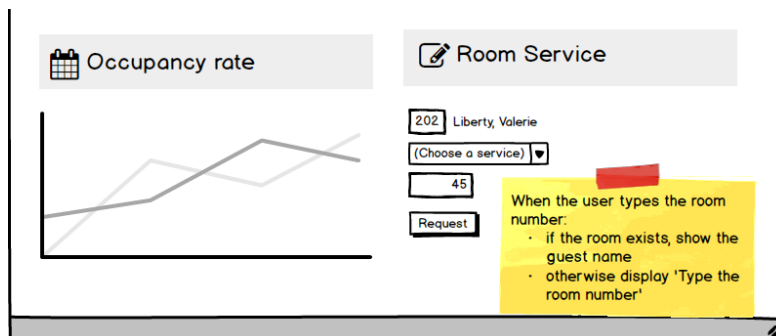 Occupancy rate
Room Service
202 Liberty, Valerie
(Choose a service)
45
Request
When the user types the room
number:
· if the room exists, show the
guest name
· otherwise display 'Type the
room number'